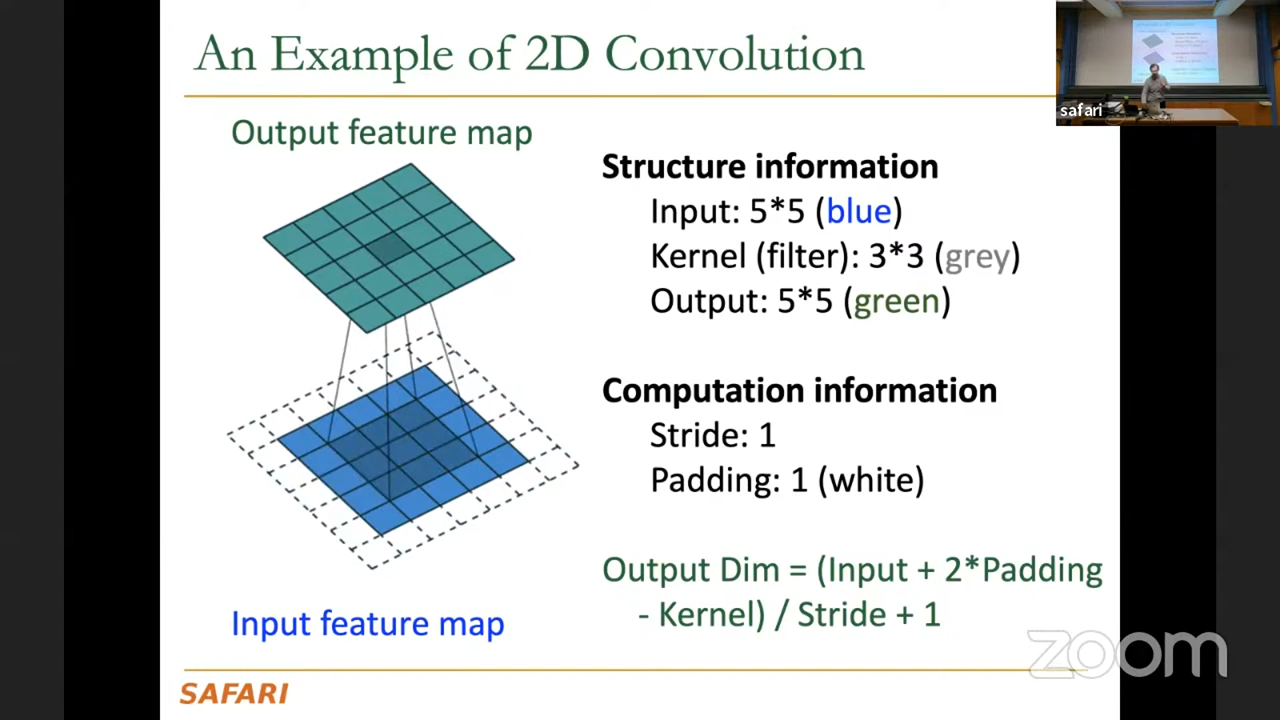 An Example of 2D Convolution
safari
Output feature map
Structure information
Input: 5*5 (blue)
Kernel (filter): 3*3 (grey)
Output: 5*5 (green)
Computation information
Stride: 1
Padding: 1 (white)
Output Dim = (Input + 2*Padding
- Kernel) / Stride + 1
Input feature map
zoom
SAFARI